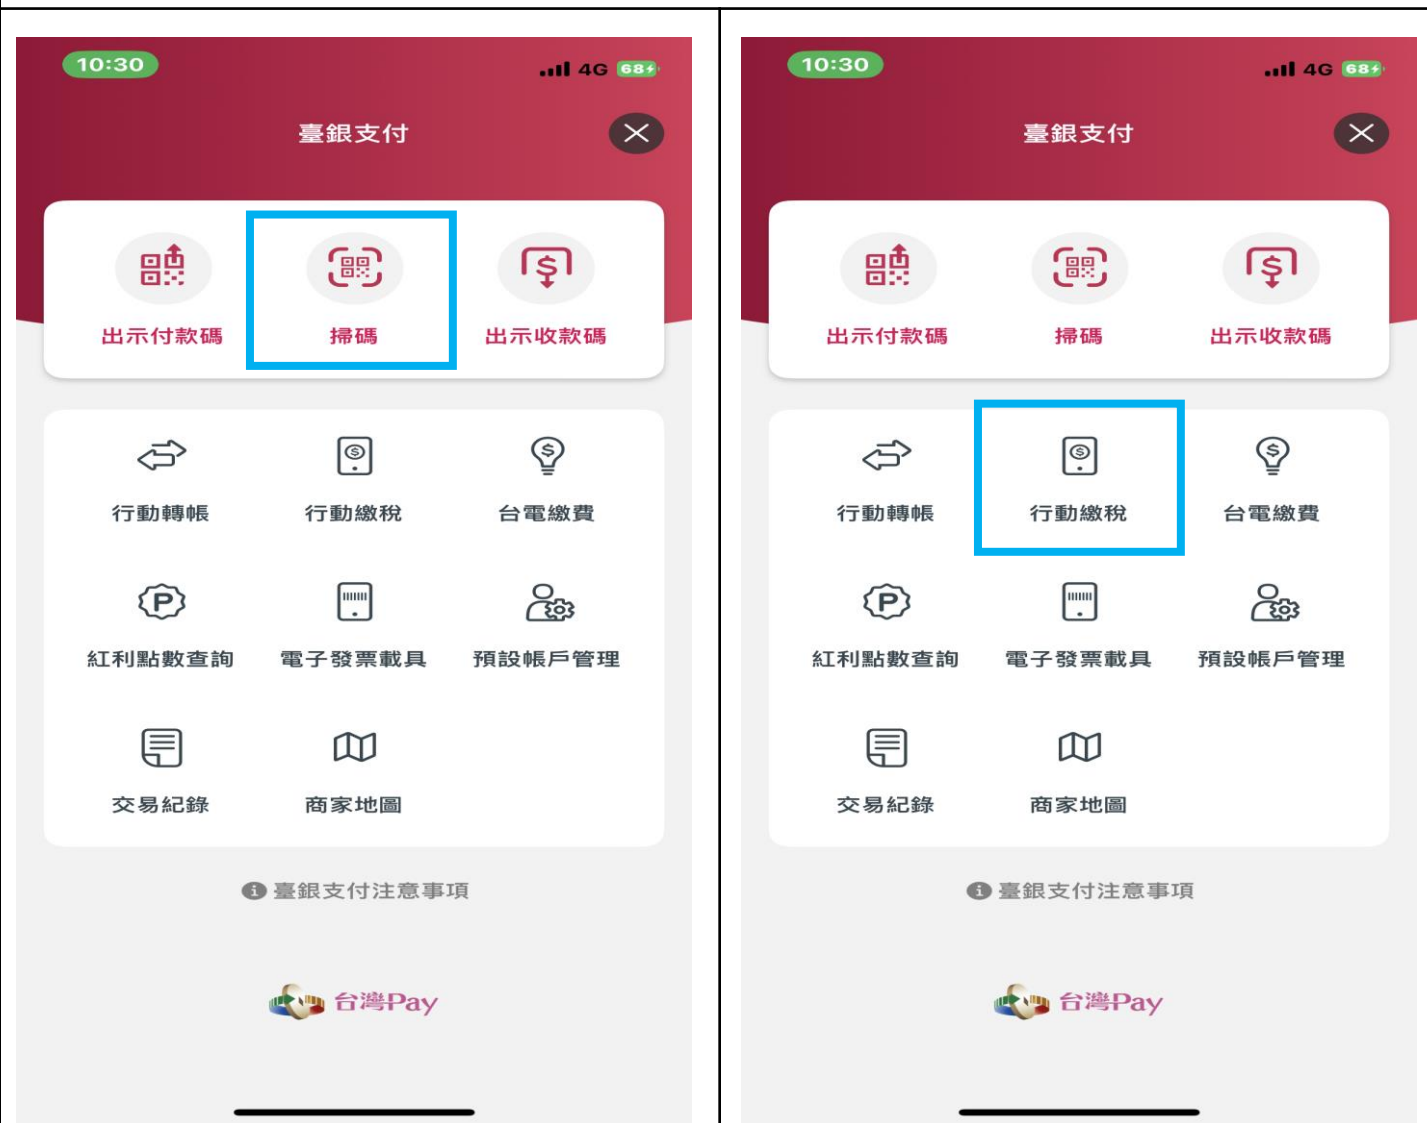 10:30
4G 68
臺銀支付
出示付款碼 掃碼 出示收款碼
行動轉帳 行動繳稅 台電繳費
紅利點數查詢 電子發票載具 預設帳戶管理
交易紀錄 商家地圖
臺銀支付注意事項
台灣Pay
10:30
4G 68
臺銀支付
出示付款碼 掃碼 出示收款碼
行動轉帳 行動繳稅 台電繳費
紅利點數查詢 電子發票載具 預設帳戶管理
交易紀錄 商家地圖
臺銀支付注意事項
台灣Pay